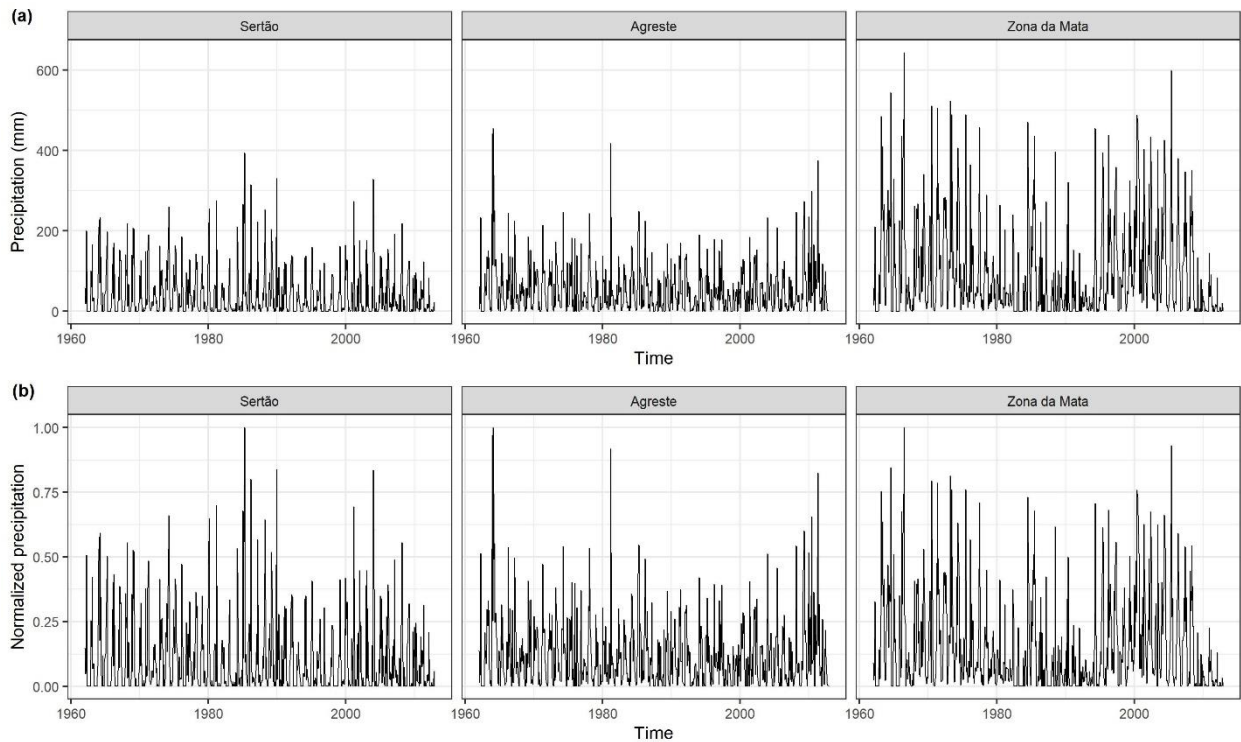 (a)
Sertão Agreste Zona da Mata
Precipitation (mm)
600
400
200
0
1960 1980 2000 1960 1980 2000 1960 1980 2000
Time
(b)
Sertão Agreste Zona da Mata
Normalized precipitation
1.00
0.75
0.50
0.25
0.00
1960 1980 2000 1960 1980 2000 1960 1980 2000
Time